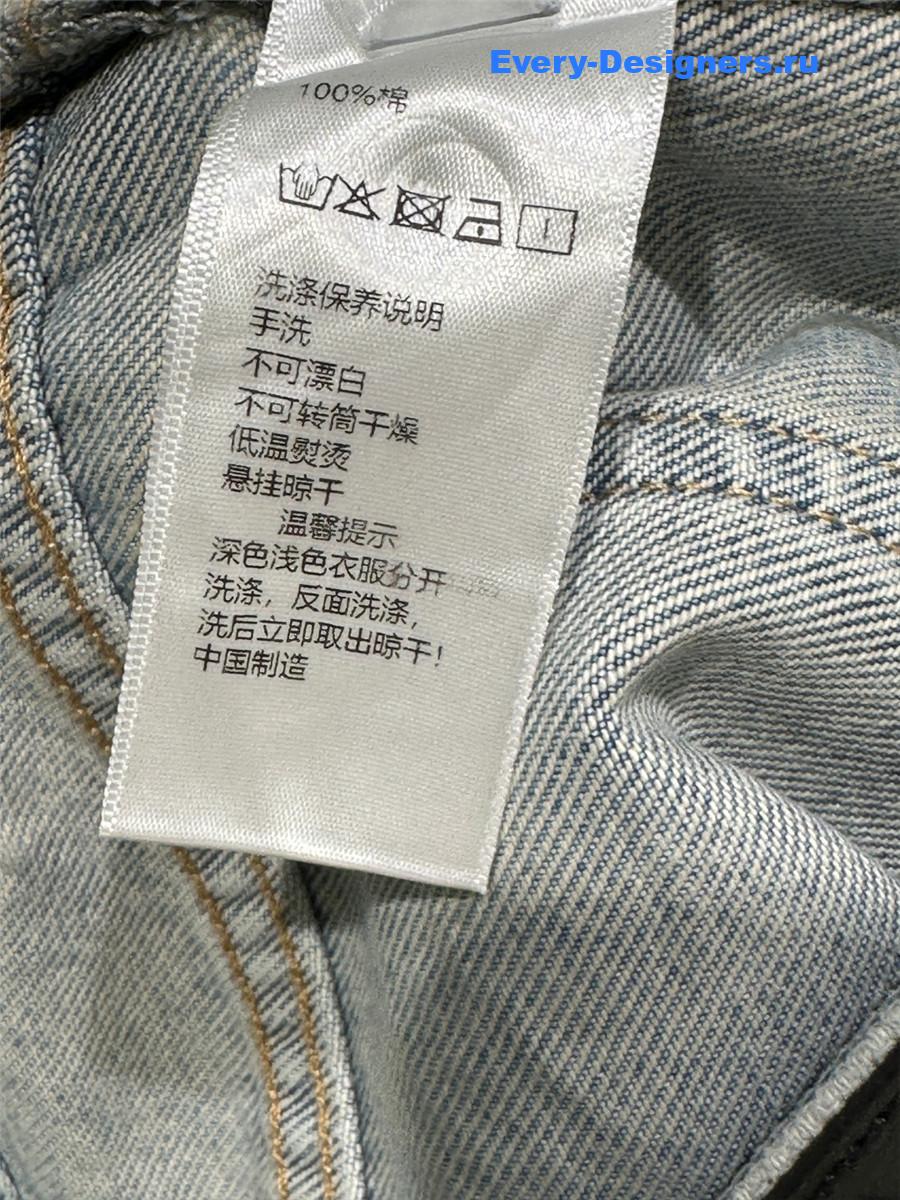 Every-Designers.ru
100%棉
洗涤保养说明
手洗
不可漂白
不可转筒干燥
低温熨烫
悬挂晾干
温馨提示
深色浅色衣服分开
洗涤，反面洗涤，
洗后立即取出晾干!
中国制造